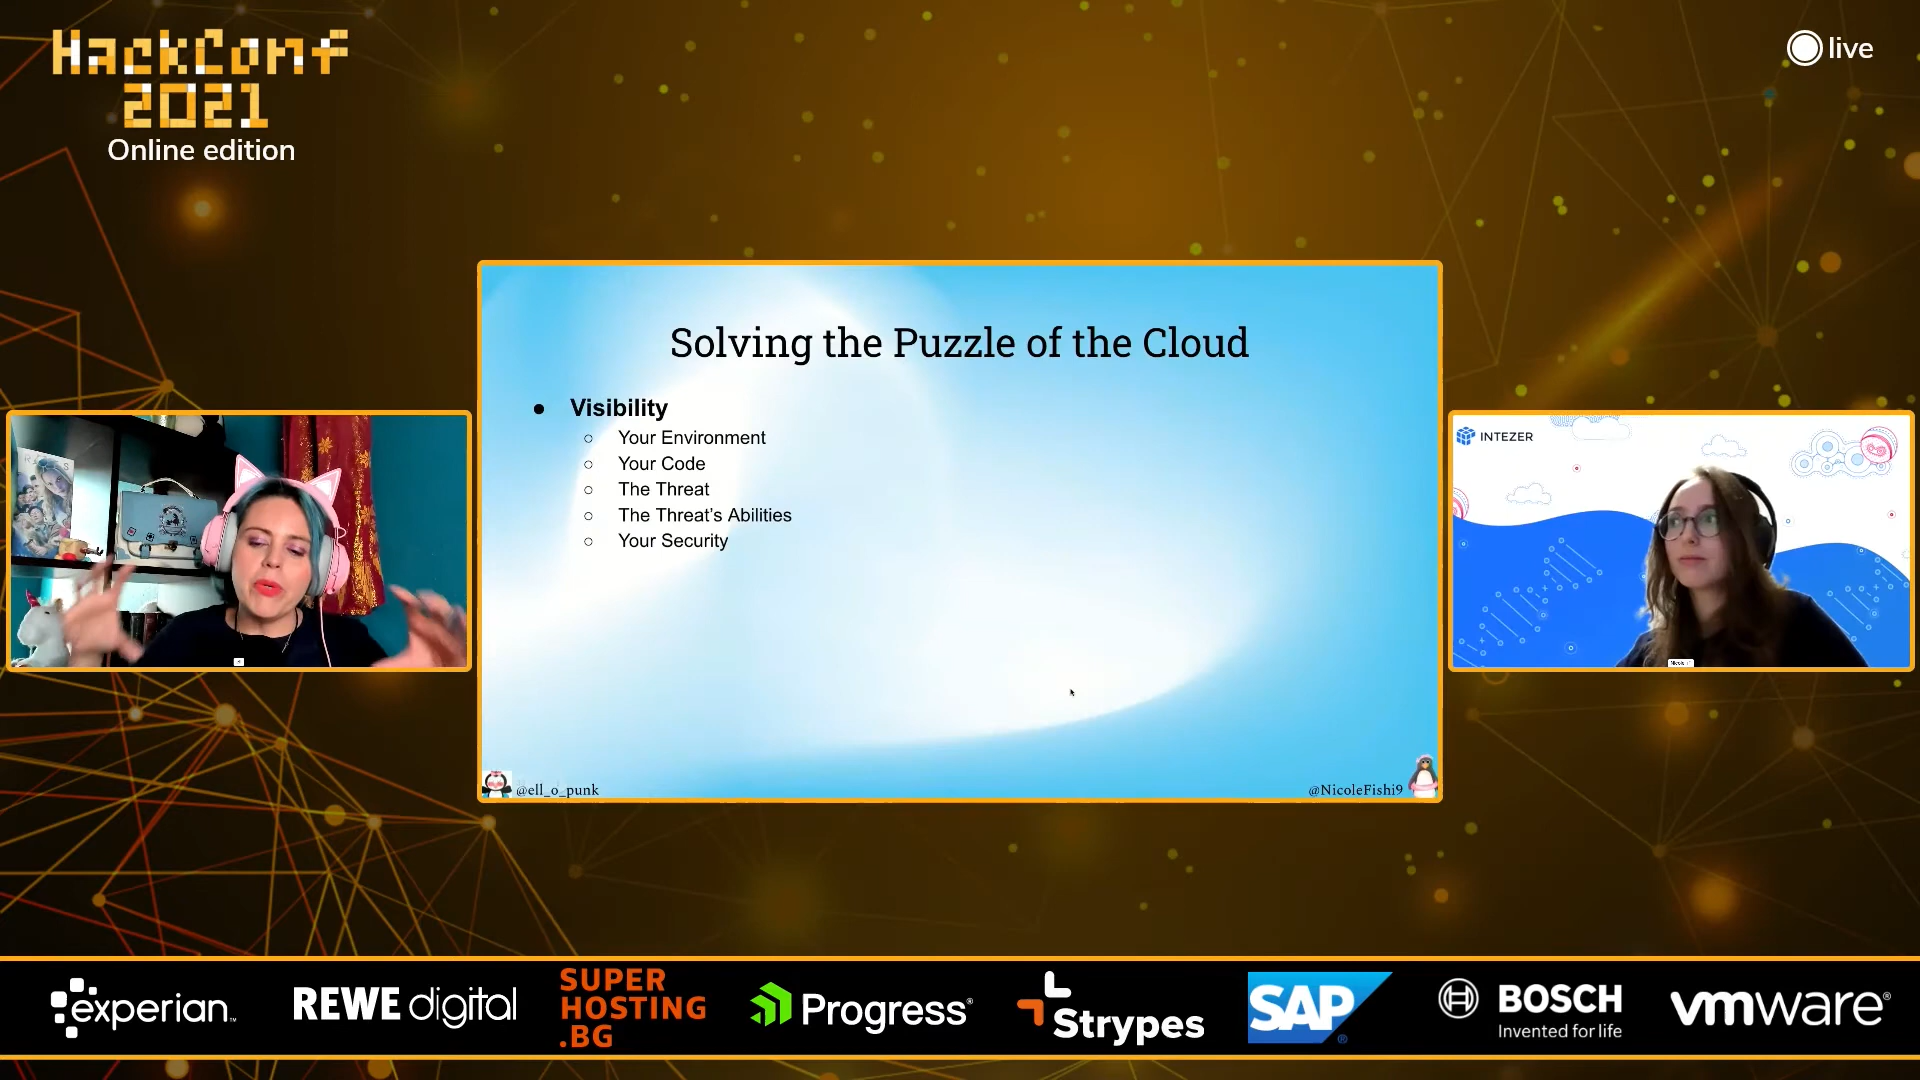 HackConf
2021
Online edition
live
Solving the Puzzle of the Cloud
Visibility
Your Environment
Your Code
The Threat
The Threat's Abilities
Your Security
@ell_o_punk
@NicoleFishi9
INTEZER
experian™
REWE digital
SUPER
HOSTING
.BG
Progress®
Strypes
SAP®
BOSCH
Invented for life
vmware®